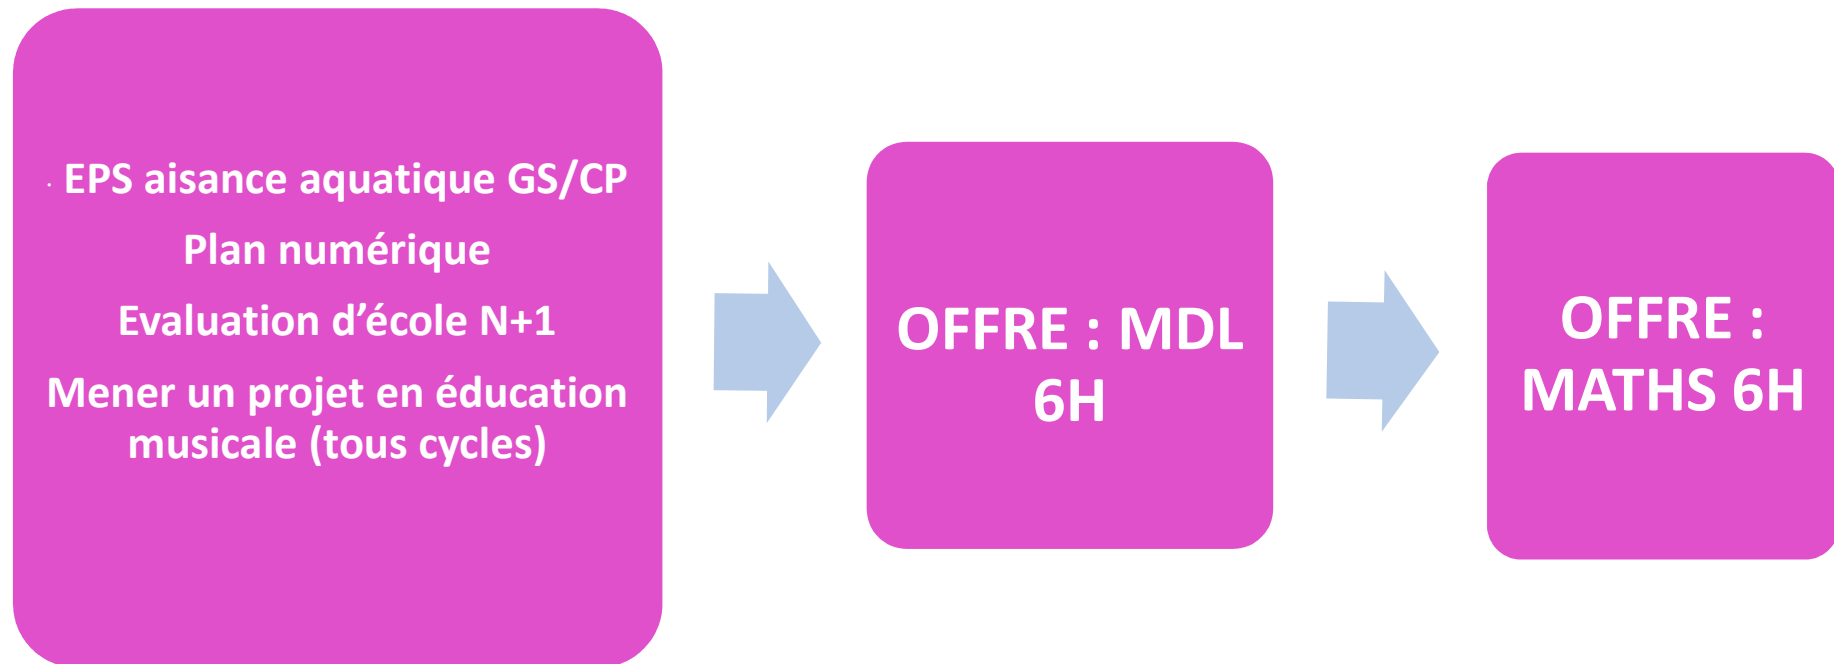 · EPS aisance aquatique GS/CP
Plan numérique
Evaluation d’école N+1
Mener un projet en éducation
musicale (tous cycles)
OFFRE : MDL
6H
OFFRE :
MATHS 6H